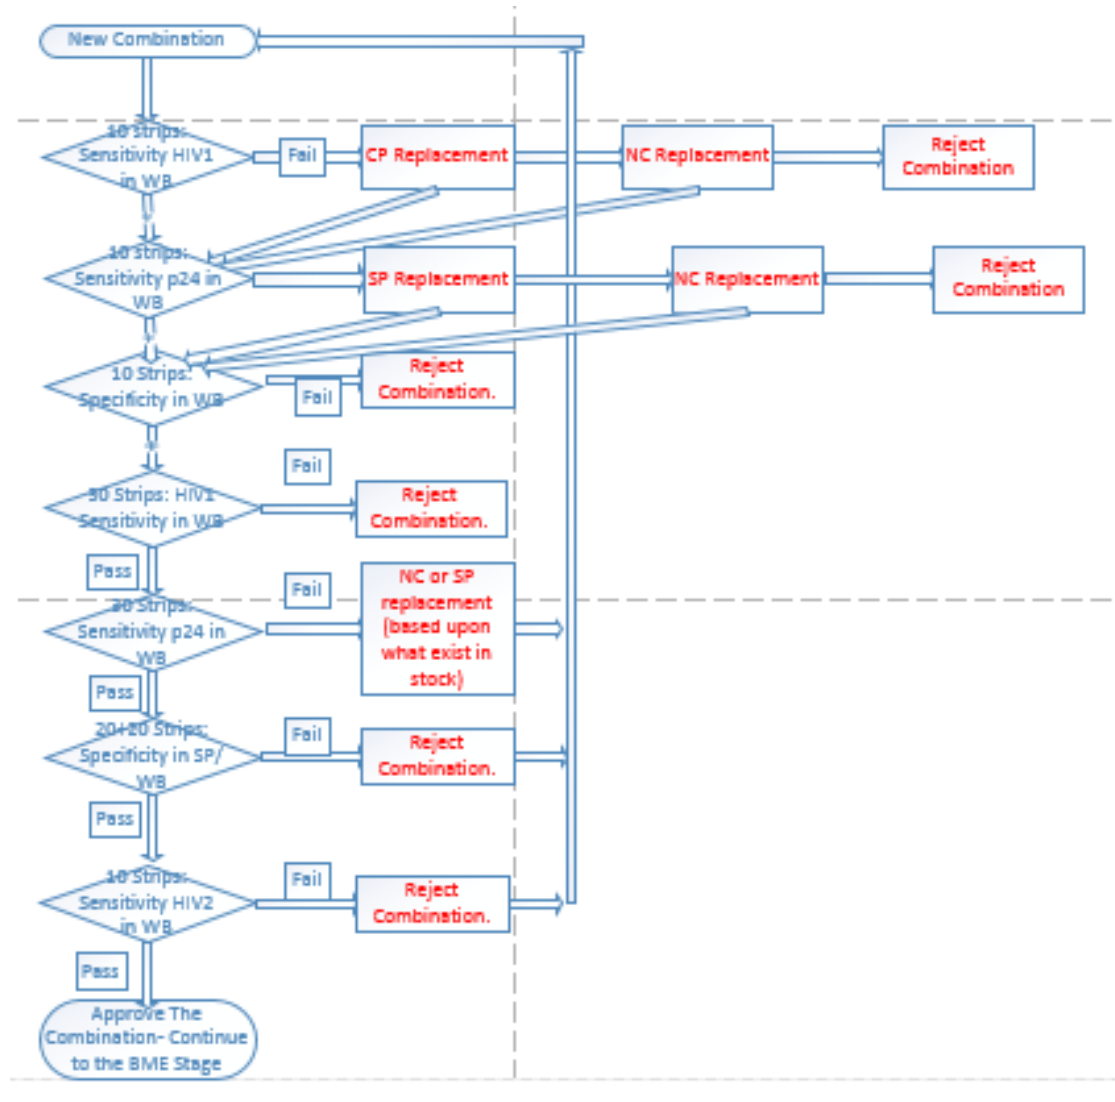 New Combination
10 strips:
Sensitivity HIV1
in WB
Fail
CP Replacement
NC Replacement
Reject
Combination
10 strips:
Sensitivity p24 in
WB
SP Replacement
NC Replacement
Reject
Combination
10 Strips:
Specificity in WB
Fail
Reject
Combination.
Fail
30 Strips: HIV1
Sensitivity in WB
Reject
Combination.
Pass
Fail
30 Strips:
Sensitivity p24 in
WB
NC or SP
replacement
(based upon
what exist in
stock)
Pass
20+20 Strips:
Specificity in SP/
WB
Fail
Reject
Combination.
Pass
10 Strips:
Sensitivity HIV2
in WB
Fail
Reject
Combination.
Pass
Approve The
Combination- Continue
to the BME Stage